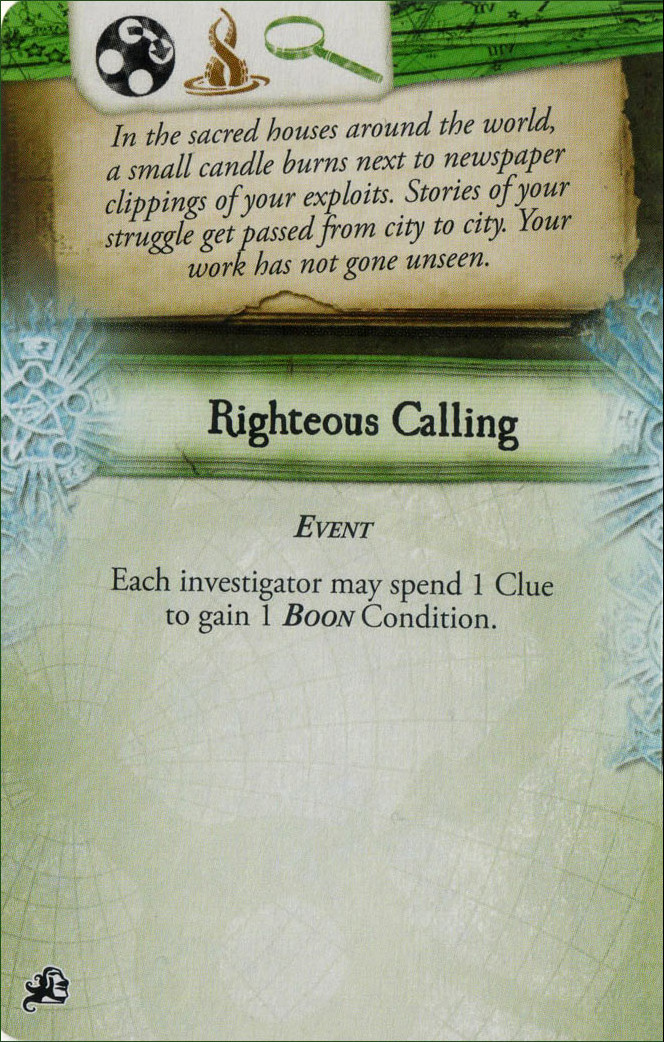 In the sacred houses around the world,
a small candle burns next to newspaper
clippings of your exploits. Stories of your
struggle get passed from city to city. Your
work has not gone unseen.
Righteous Calling
Event
Each investigator may spend 1 Clue
to gain 1 Boon Condition.